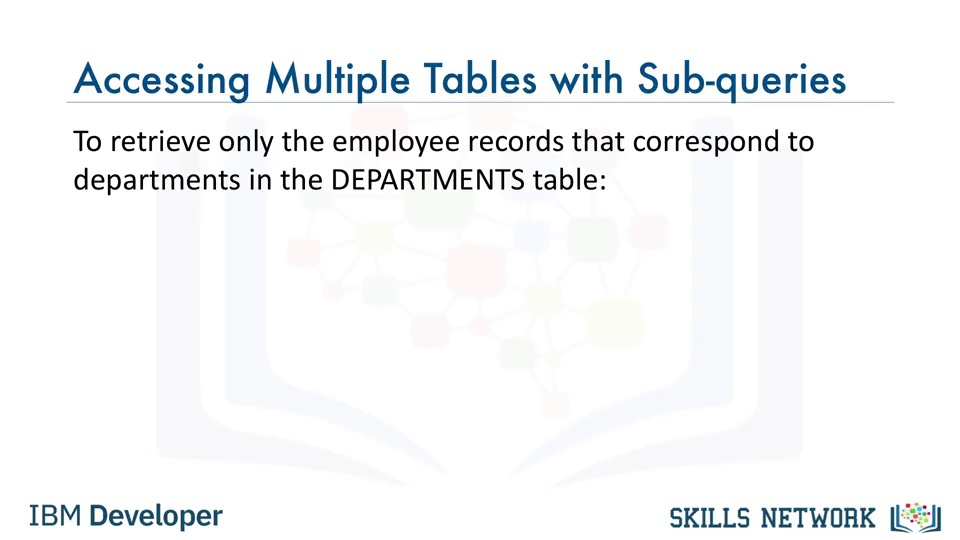 Accessing Multiple Tables with Sub-queries
To retrieve only the employee records that correspond to
departments in the DEPARTMENTS table:
IBM Developer
SKILLS NETWORK